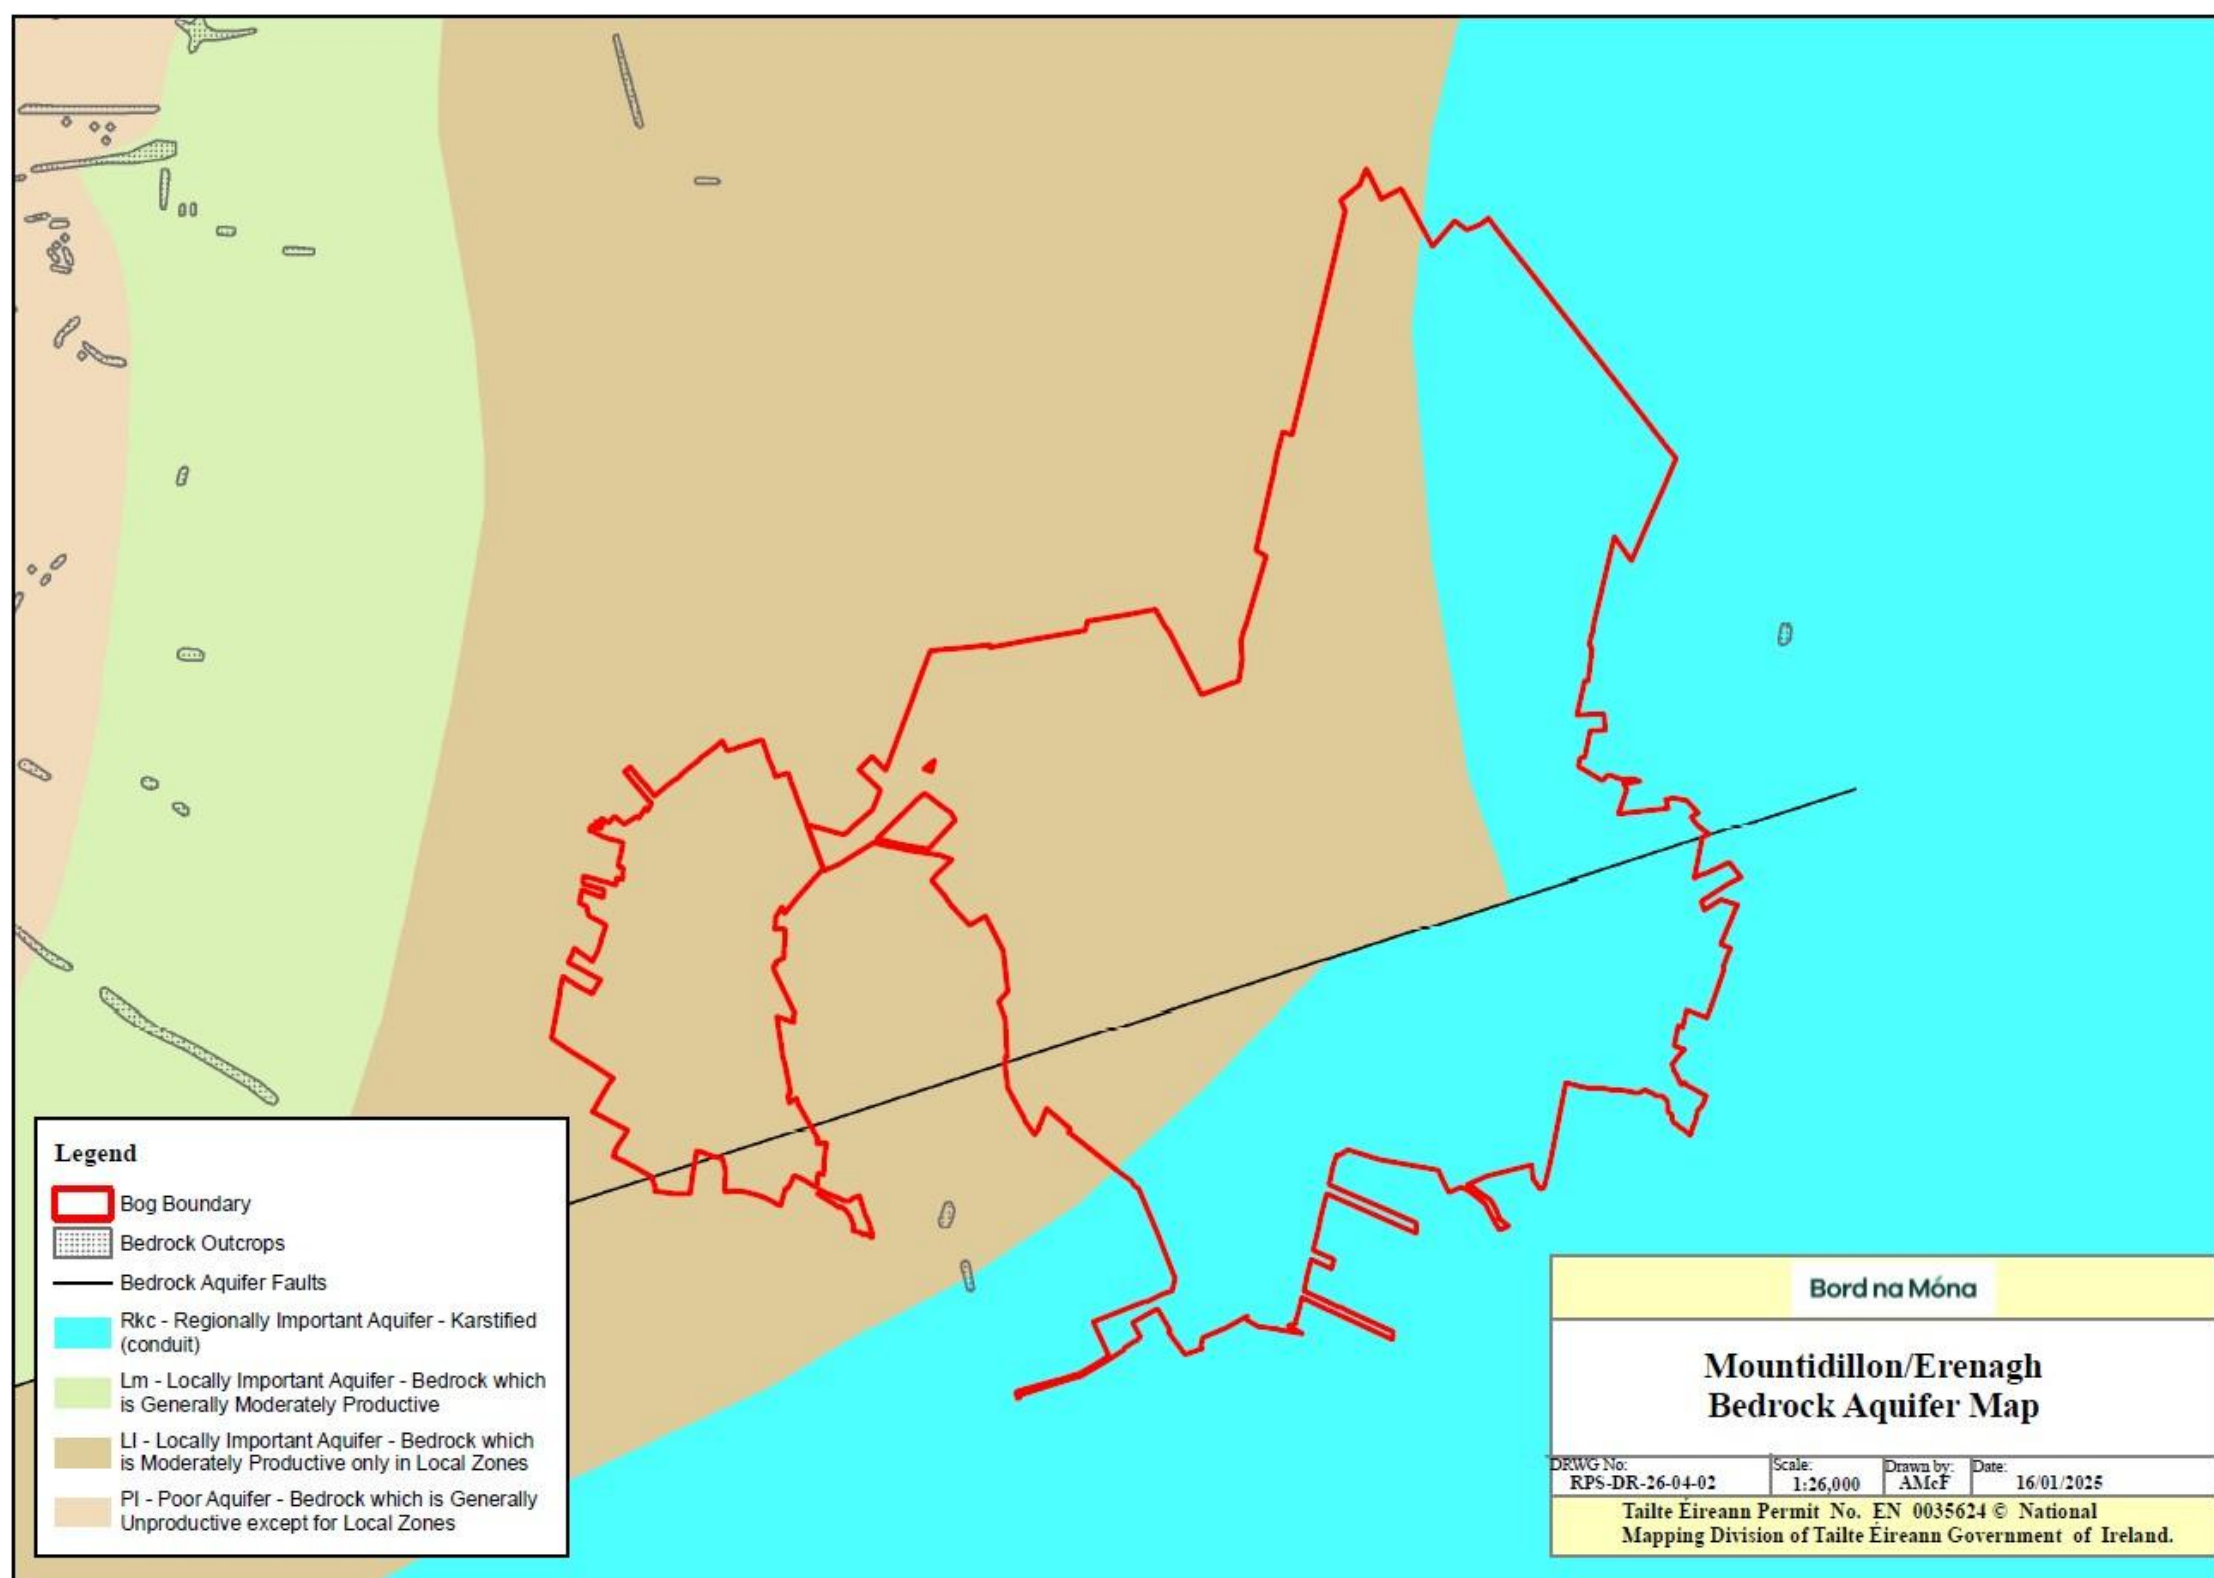 Legend
Bog Boundary
Bedrock Outcrops
Bedrock Aquifer Faults
Rkc - Regionally Important Aquifer - Karstified
(conduit)
Lm - Locally Important Aquifer - Bedrock which
is Generally Moderately Productive
Ll - Locally Important Aquifer - Bedrock which
is Moderately Productive only in Local Zones
Pl - Poor Aquifer - Bedrock which is Generally
Unproductive except for Local Zones
Bord na Móna
Mountidillon/Erenagh
Bedrock Aquifer Map
DRWG No:
RPS-DR-26-04-02
Scale:
1:26,000
Drawn by:
AMcF
Date:
16/01/2025
Tailte Éireann Permit No. EN 0035624 © National
Mapping Division of Tailte Éireann Government of Ireland.